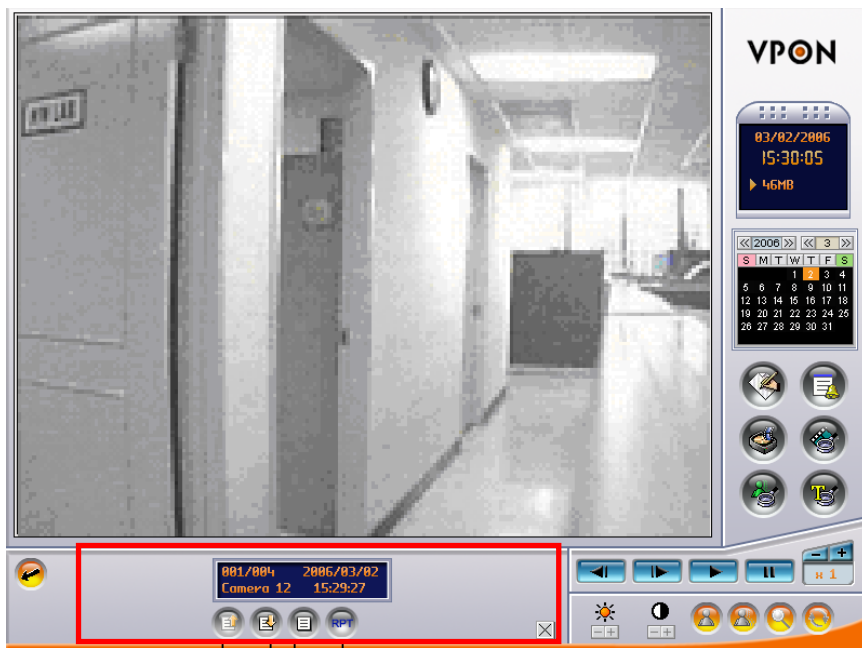 VPON
03/02/2006
15:30:05
46MB
2006 3
S M T W T F S
1 2 3 4
5 6 7 8 9 10 11
12 13 14 15 16 17 18
19 20 21 22 23 24 25
26 27 28 29 30 31
T
001/004 2006/03/02
Camera 12 15:29:27
RPT
- +
x 1
- +
- +